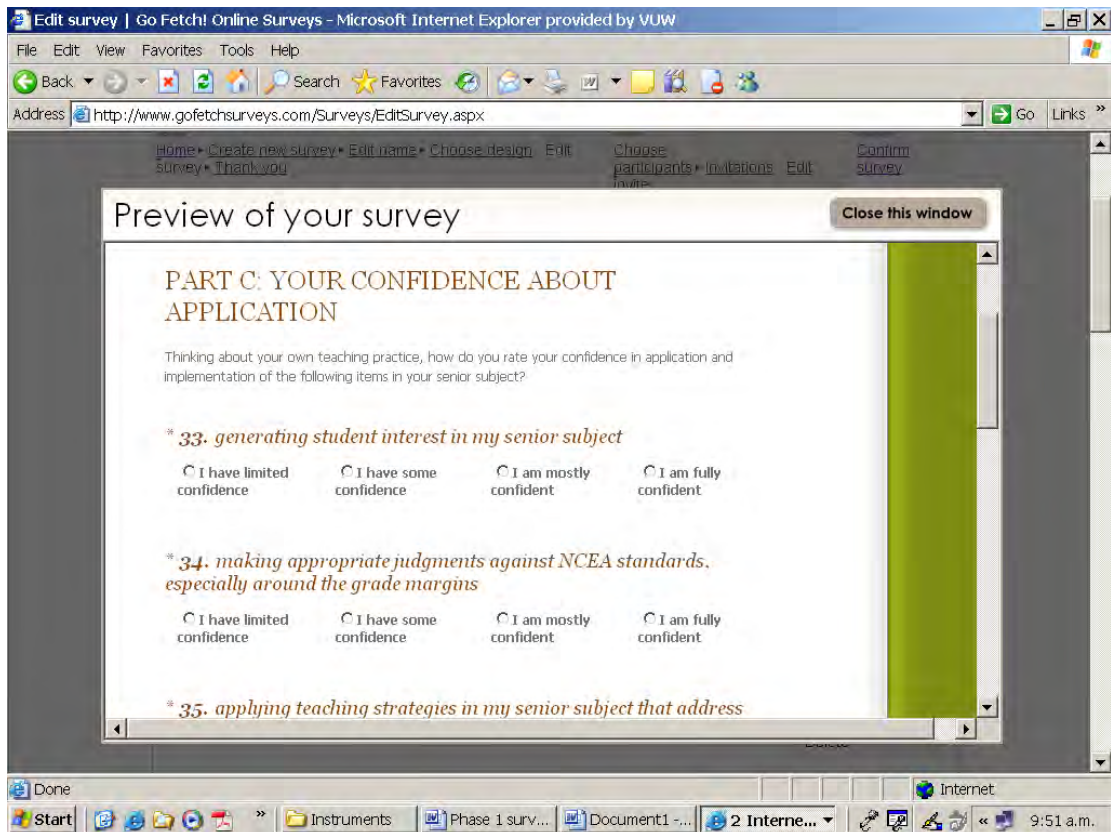 Edit survey | Go Fetch! Online Surveys - Microsoft Internet Explorer provided by VUW
File Edit View Favorites Tools Help
Back Search Favorites
Address http://www.gofetchsurveys.com/Surveys/EditSurvey.aspx Go Links »
Home Create new survey Edit name Choose design Edit Choose Confirm
survey Thank you participants Invitations Edit survey
invite
Preview of your survey Close this window
PART C: YOUR CONFIDENCE ABOUT
APPLICATION
Thinking about your own teaching practice, how do you rate your confidence in application and
implementation of the following items in your senior subject?
* 33. generating student interest in my senior subject
I have limited I have some I am mostly I am fully
confidence confidence confident confident
* 34. making appropriate judgments against NCEA standards,
especially around the grade margins
I have limited I have some I am mostly I am fully
confidence confidence confident confident
* 35. applying teaching strategies in my senior subject that address
Delete
Done Internet
Start » Instruments Phase 1 surv... Document1 -... 2 Interne... « 9:51 a.m.